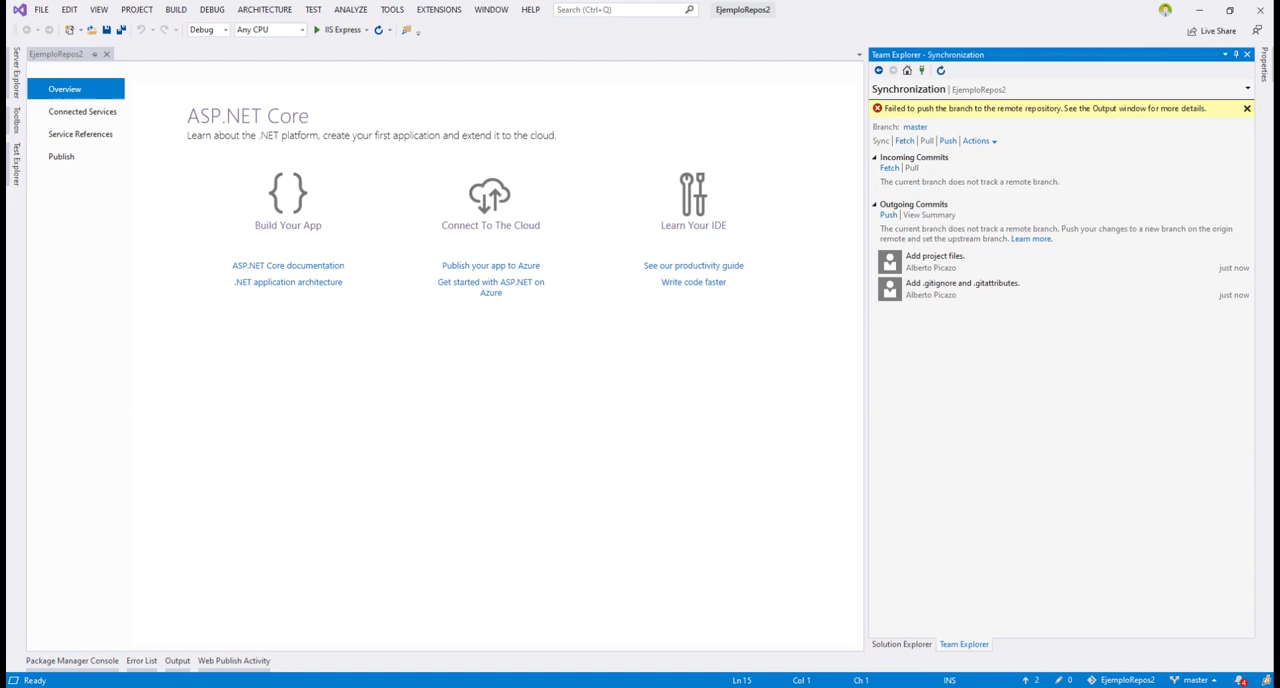 FILE EDIT VIEW PROJECT BUILD DEBUG ARCHITECTURE TEST ANALYZE TOOLS EXTENSIONS WINDOW HELP Search (Ctrl+Q) EjemploRepos2
Debug Any CPU IIS Express Live Share
EjemploRepos2
Server Explorer
Toolbox
Test Explorer
Overview
Connected Services
Service References
Publish
ASP.NET Core
Learn about the .NET platform, create your first application and extend it to the cloud.
Build Your App
Connect To The Cloud
Learn Your IDE
ASP.NET Core documentation
.NET application architecture
Publish your app to Azure
Get started with ASP.NET on
Azure
See our productivity guide
Write code faster
Team Explorer - Synchronization
Synchronization | EjemploRepos2
Failed to push the branch to the remote repository. See the Output window for more details.
Branch: master
Sync | Fetch | Pull | Push | Actions
Incoming Commits
Fetch | Pull
The current branch does not track a remote branch.
Outgoing Commits
Push | View Summary
The current branch does not track a remote branch. Push your changes to a new branch on the origin
remote and set the upstream branch. Learn more.
Add project files.
Alberto Picazo just now
Add .gitignore and .gitattributes.
Alberto Picazo just now
Properties
Solution Explorer Team Explorer
Package Manager Console Error List Output Web Publish Activity
Ready Ln 15 Col 1 Ch 1 INS 2 0 EjemploRepos2 master 4